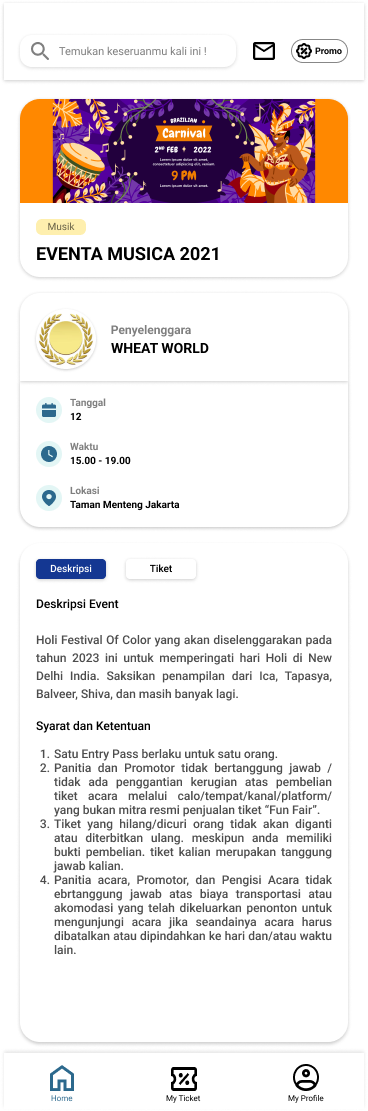 Temukan keseruanmu kali ini !
Promo
BRAZILIAN
Carnival
2ND FEB + 2022
Lorem ipsum dolor sit amet,
consectetur adipiscing elit, veniam.
9 PM
Lorem ipsum dolor sit amet.
Musik
EVENTA MUSICA 2021
Penyelenggara
WHEAT WORLD
Tanggal
12
Waktu
15.00 - 19.00
Lokasi
Taman Menteng Jakarta
Deskripsi
Tiket
Deskripsi Event
Holi Festival Of Color yang akan diselenggarakan pada
tahun 2023 ini untuk memperingati hari Holi di New
Delhi India. Saksikan penampilan dari Ica, Tapasya,
Balveer, Shiva, dan masih banyak lagi.
Syarat dan Ketentuan
1. Satu Entry Pass berlaku untuk satu orang.
2. Panitia dan Promotor tidak bertanggung jawab /
tidak ada penggantian kerugian atas pembelian
tiket acara melalui calo/tempat/kanal/platform/
yang bukan mitra resmi penjualan tiket “Fun Fair”.
3. Tiket yang hilang/dicuri orang tidak akan diganti
atau diterbitkan ulang. meskipun anda memiliki
bukti pembelian. tiket kalian merupakan tanggung
jawab kalian.
4. Panitia acara, Promotor, dan Pengisi Acara tidak
ebrtanggung jawab atas biaya transportasi atau
akomodasi yang telah dikeluarkan penonton untuk
mengunjungi acara jika seandainya acara harus
dibatalkan atau dipindahkan ke hari dan/atau waktu
lain.
Home
My Ticket
My Profile